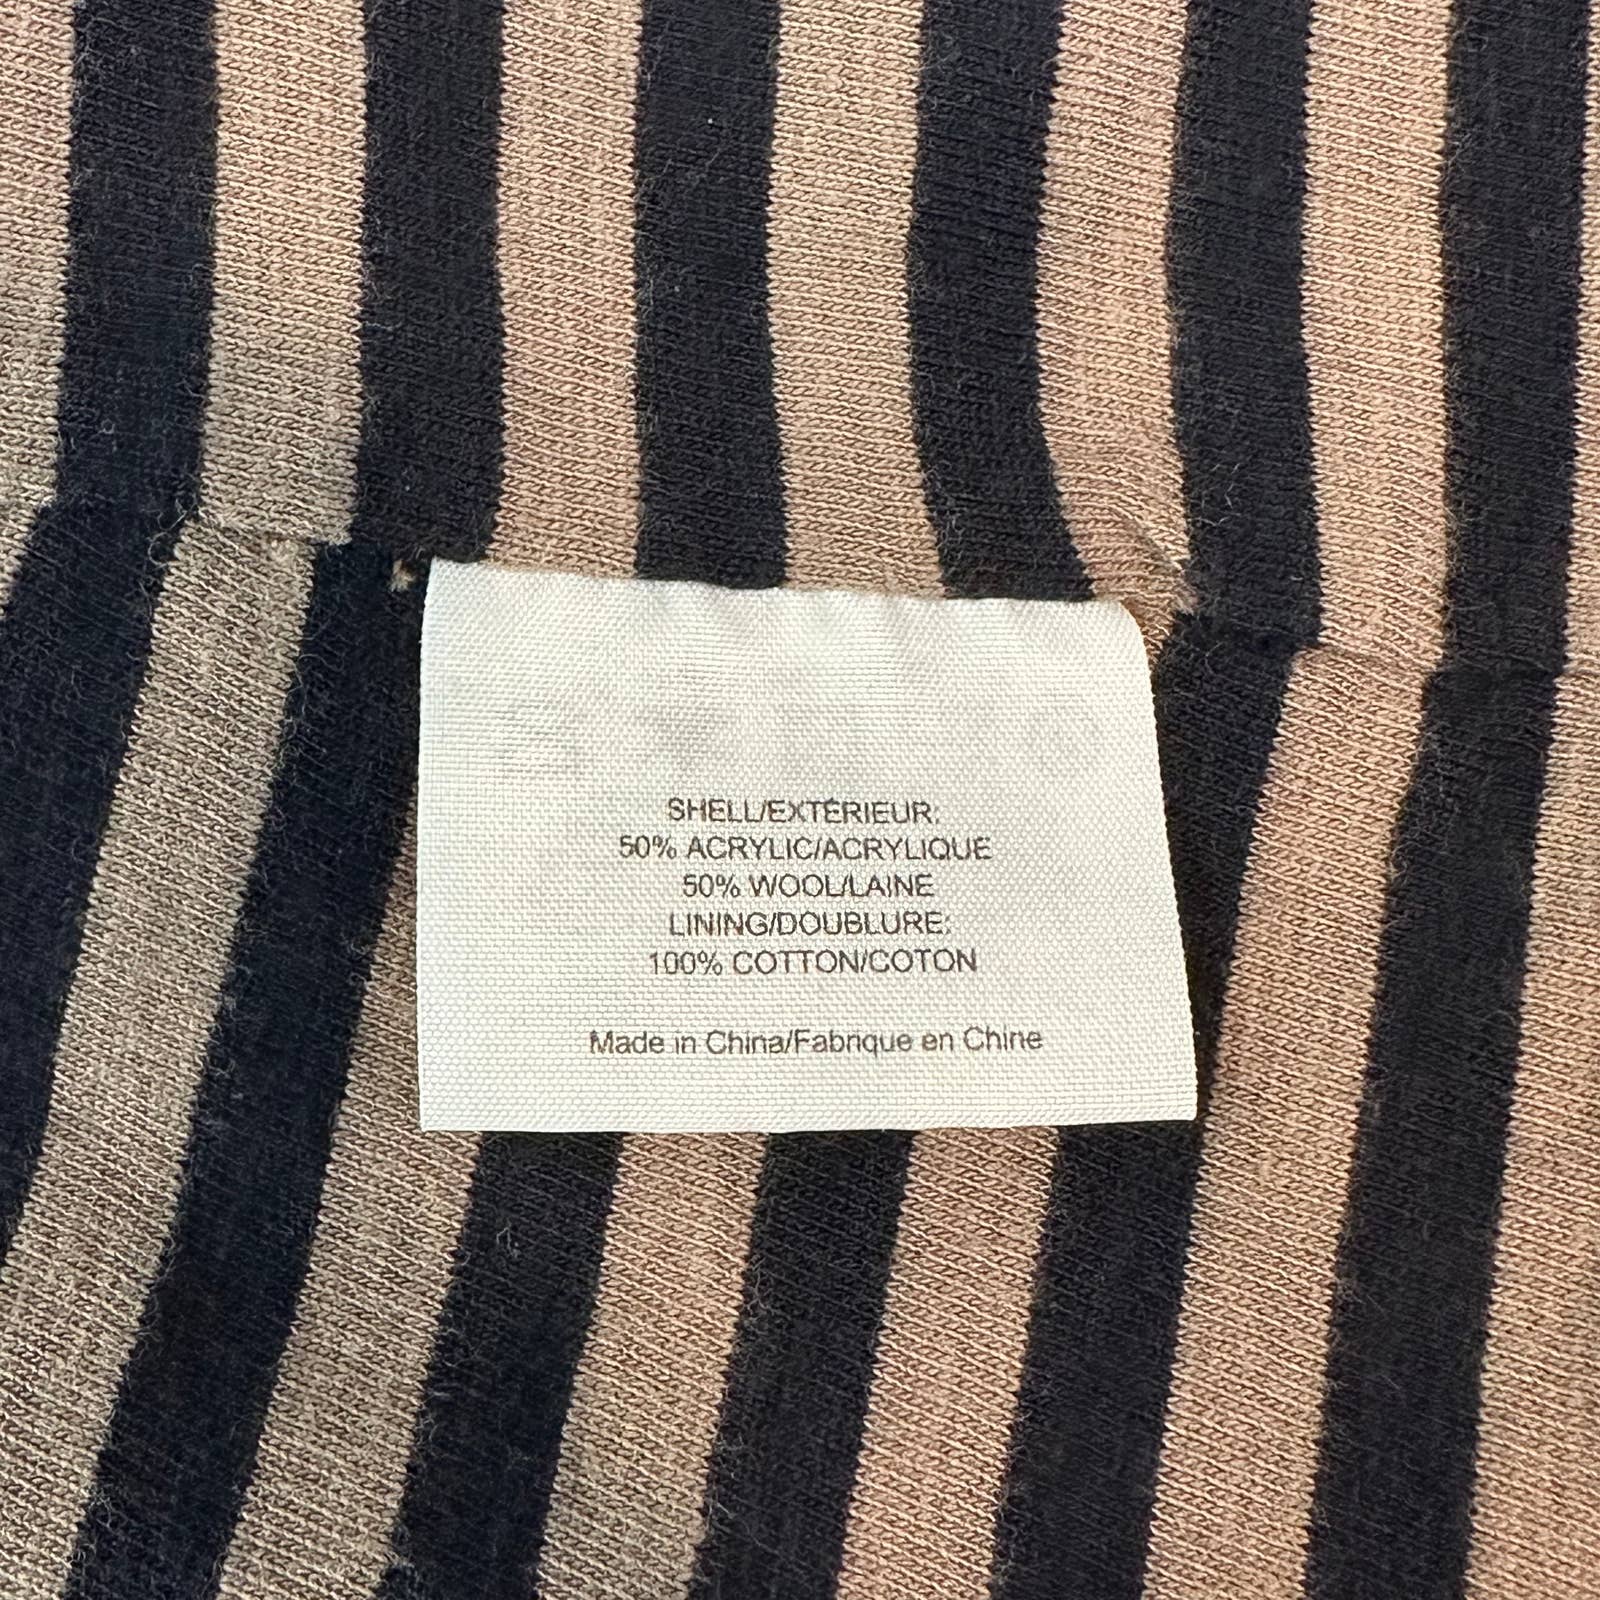 SHELL/EXTÉRIEUR:
50% ACRYLIC/ACRYLIQUE
50% WOOL/LAINE
LINING/DOUBLURE:
100% COTTON/COTON
Made in China/Fabrique en Chine